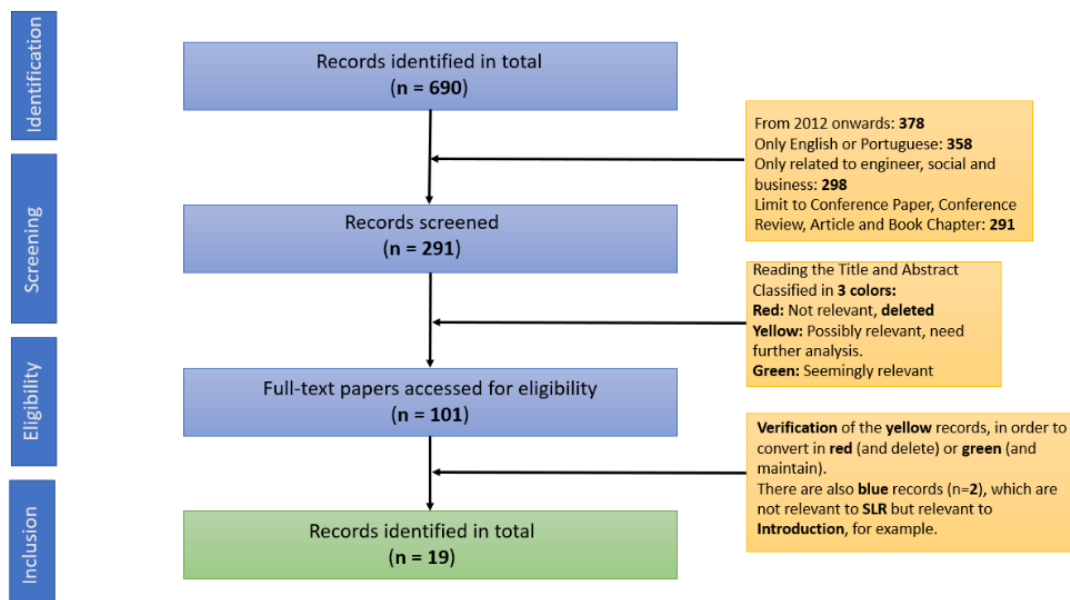 Identification
Records identified in total
(n = 690)
From 2012 onwards: 378
Only English or Portuguese: 358
Only related to engineer, social and
business: 298
Limit to Conference Paper, Conference
Review, Article and Book Chapter: 291
Screening
Records screened
(n = 291)
Reading the Title and Abstract
Classified in 3 colors:
Red: Not relevant, deleted
Yellow: Possibly relevant, need
further analysis.
Green: Seemingly relevant
Eligibility
Full-text papers accessed for eligibility
(n = 101)
Verification of the yellow records, in order to
convert in red (and delete) or green (and
maintain).
There are also blue records (n=2), which are
not relevant to SLR but relevant to
Introduction, for example.
Inclusion
Records identified in total
(n = 19)